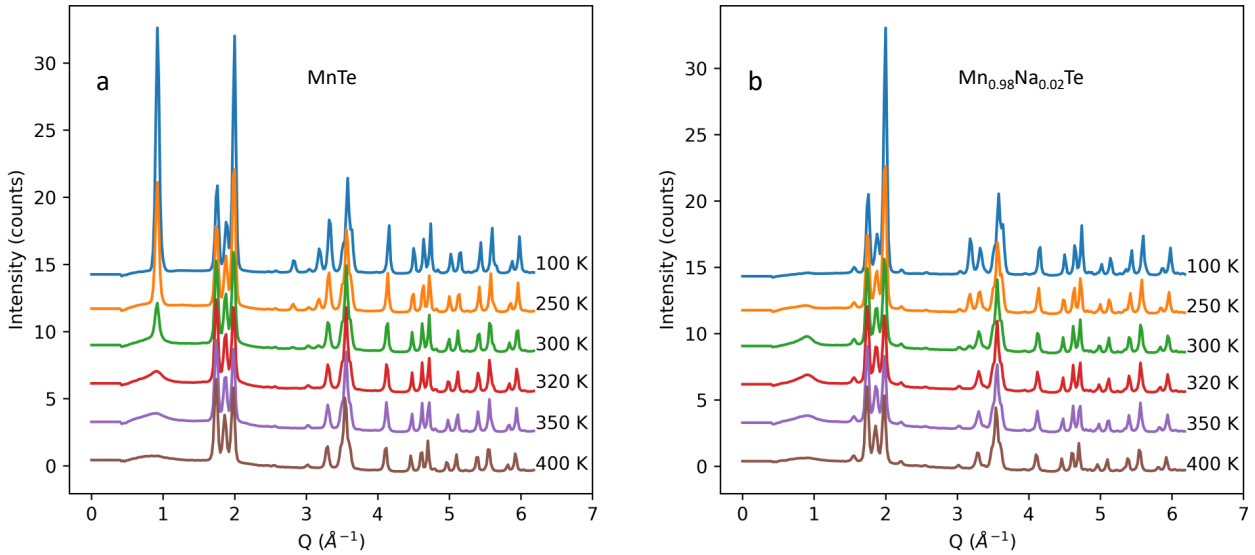 a
MnTe
Intensity (counts)
30
25
20
15
10
5
0
100 K
250 K
300 K
320 K
350 K
400 K
0 1 2 3 4 5 6 7
Q (Å⁻¹)
b
Mn₀.₉₈Na₀.₀₂Te
Intensity (counts)
30
25
20
15
10
5
0
100 K
250 K
300 K
320 K
350 K
400 K
0 1 2 3 4 5 6 7
Q (Å⁻¹)